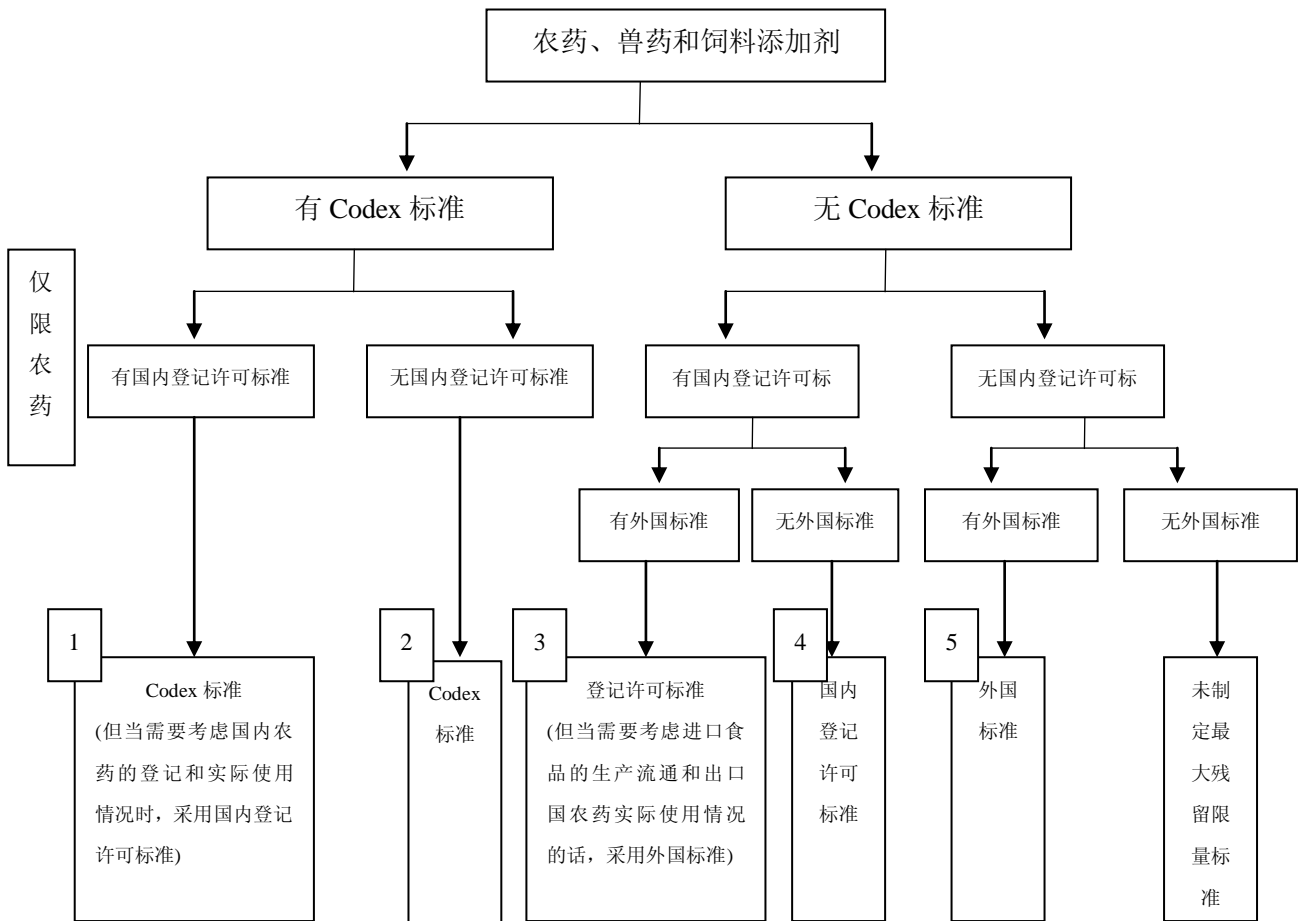 农药、兽药和饲料添加剂
有 Codex 标准
无 Codex 标准
仅
限
农
药
有国内登记许可标准
无国内登记许可标准
有国内登记许可标
无国内登记许可标
有外国标准
无外国标准
有外国标准
无外国标准
1
Codex 标准
(但当需要考虑国内农
药的登记和实际使用
情况时，采用国内登记
许可标准)
2
Codex
标准
3
登记许可标准
(但当需要考虑进口食
品的生产流通和出口
国农药实际使用情况
的话，采用外国标准)
4
国内
登记
许可
标准
5
外国
标准
未制
定最
大残
留限
量标
准